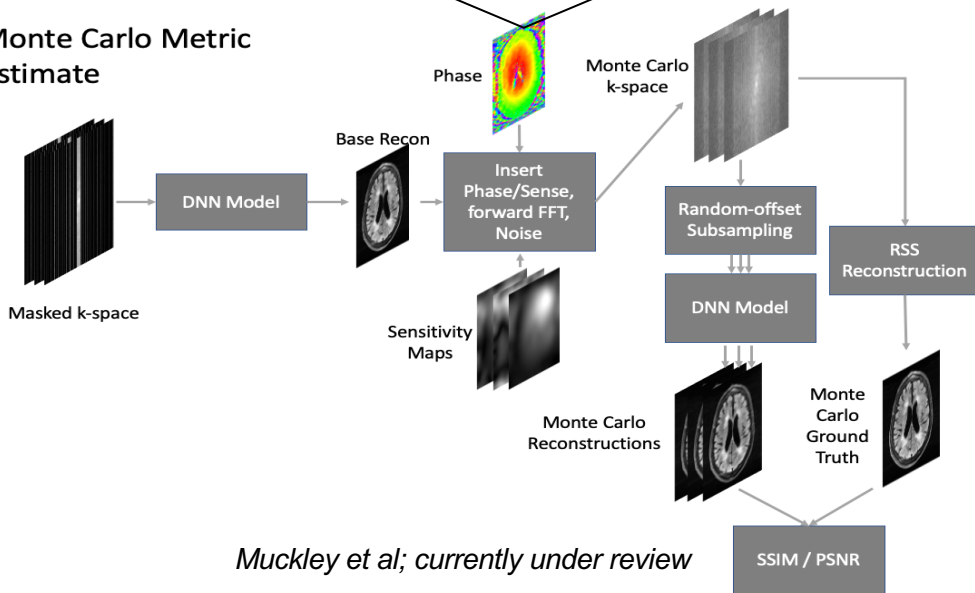 Monte Carlo Metric
Estimate
Phase
Monte Carlo
k-space
Base Recon
DNN Model
Insert
Phase/Sense,
forward FFT,
Noise
Random-offset
Subsampling
RSS
Reconstruction
Masked k-space
DNN Model
Sensitivity
Maps
Monte Carlo
Reconstructions
Monte
Carlo
Ground
Truth
Muckley et al; currently under review
SSIM / PSNR